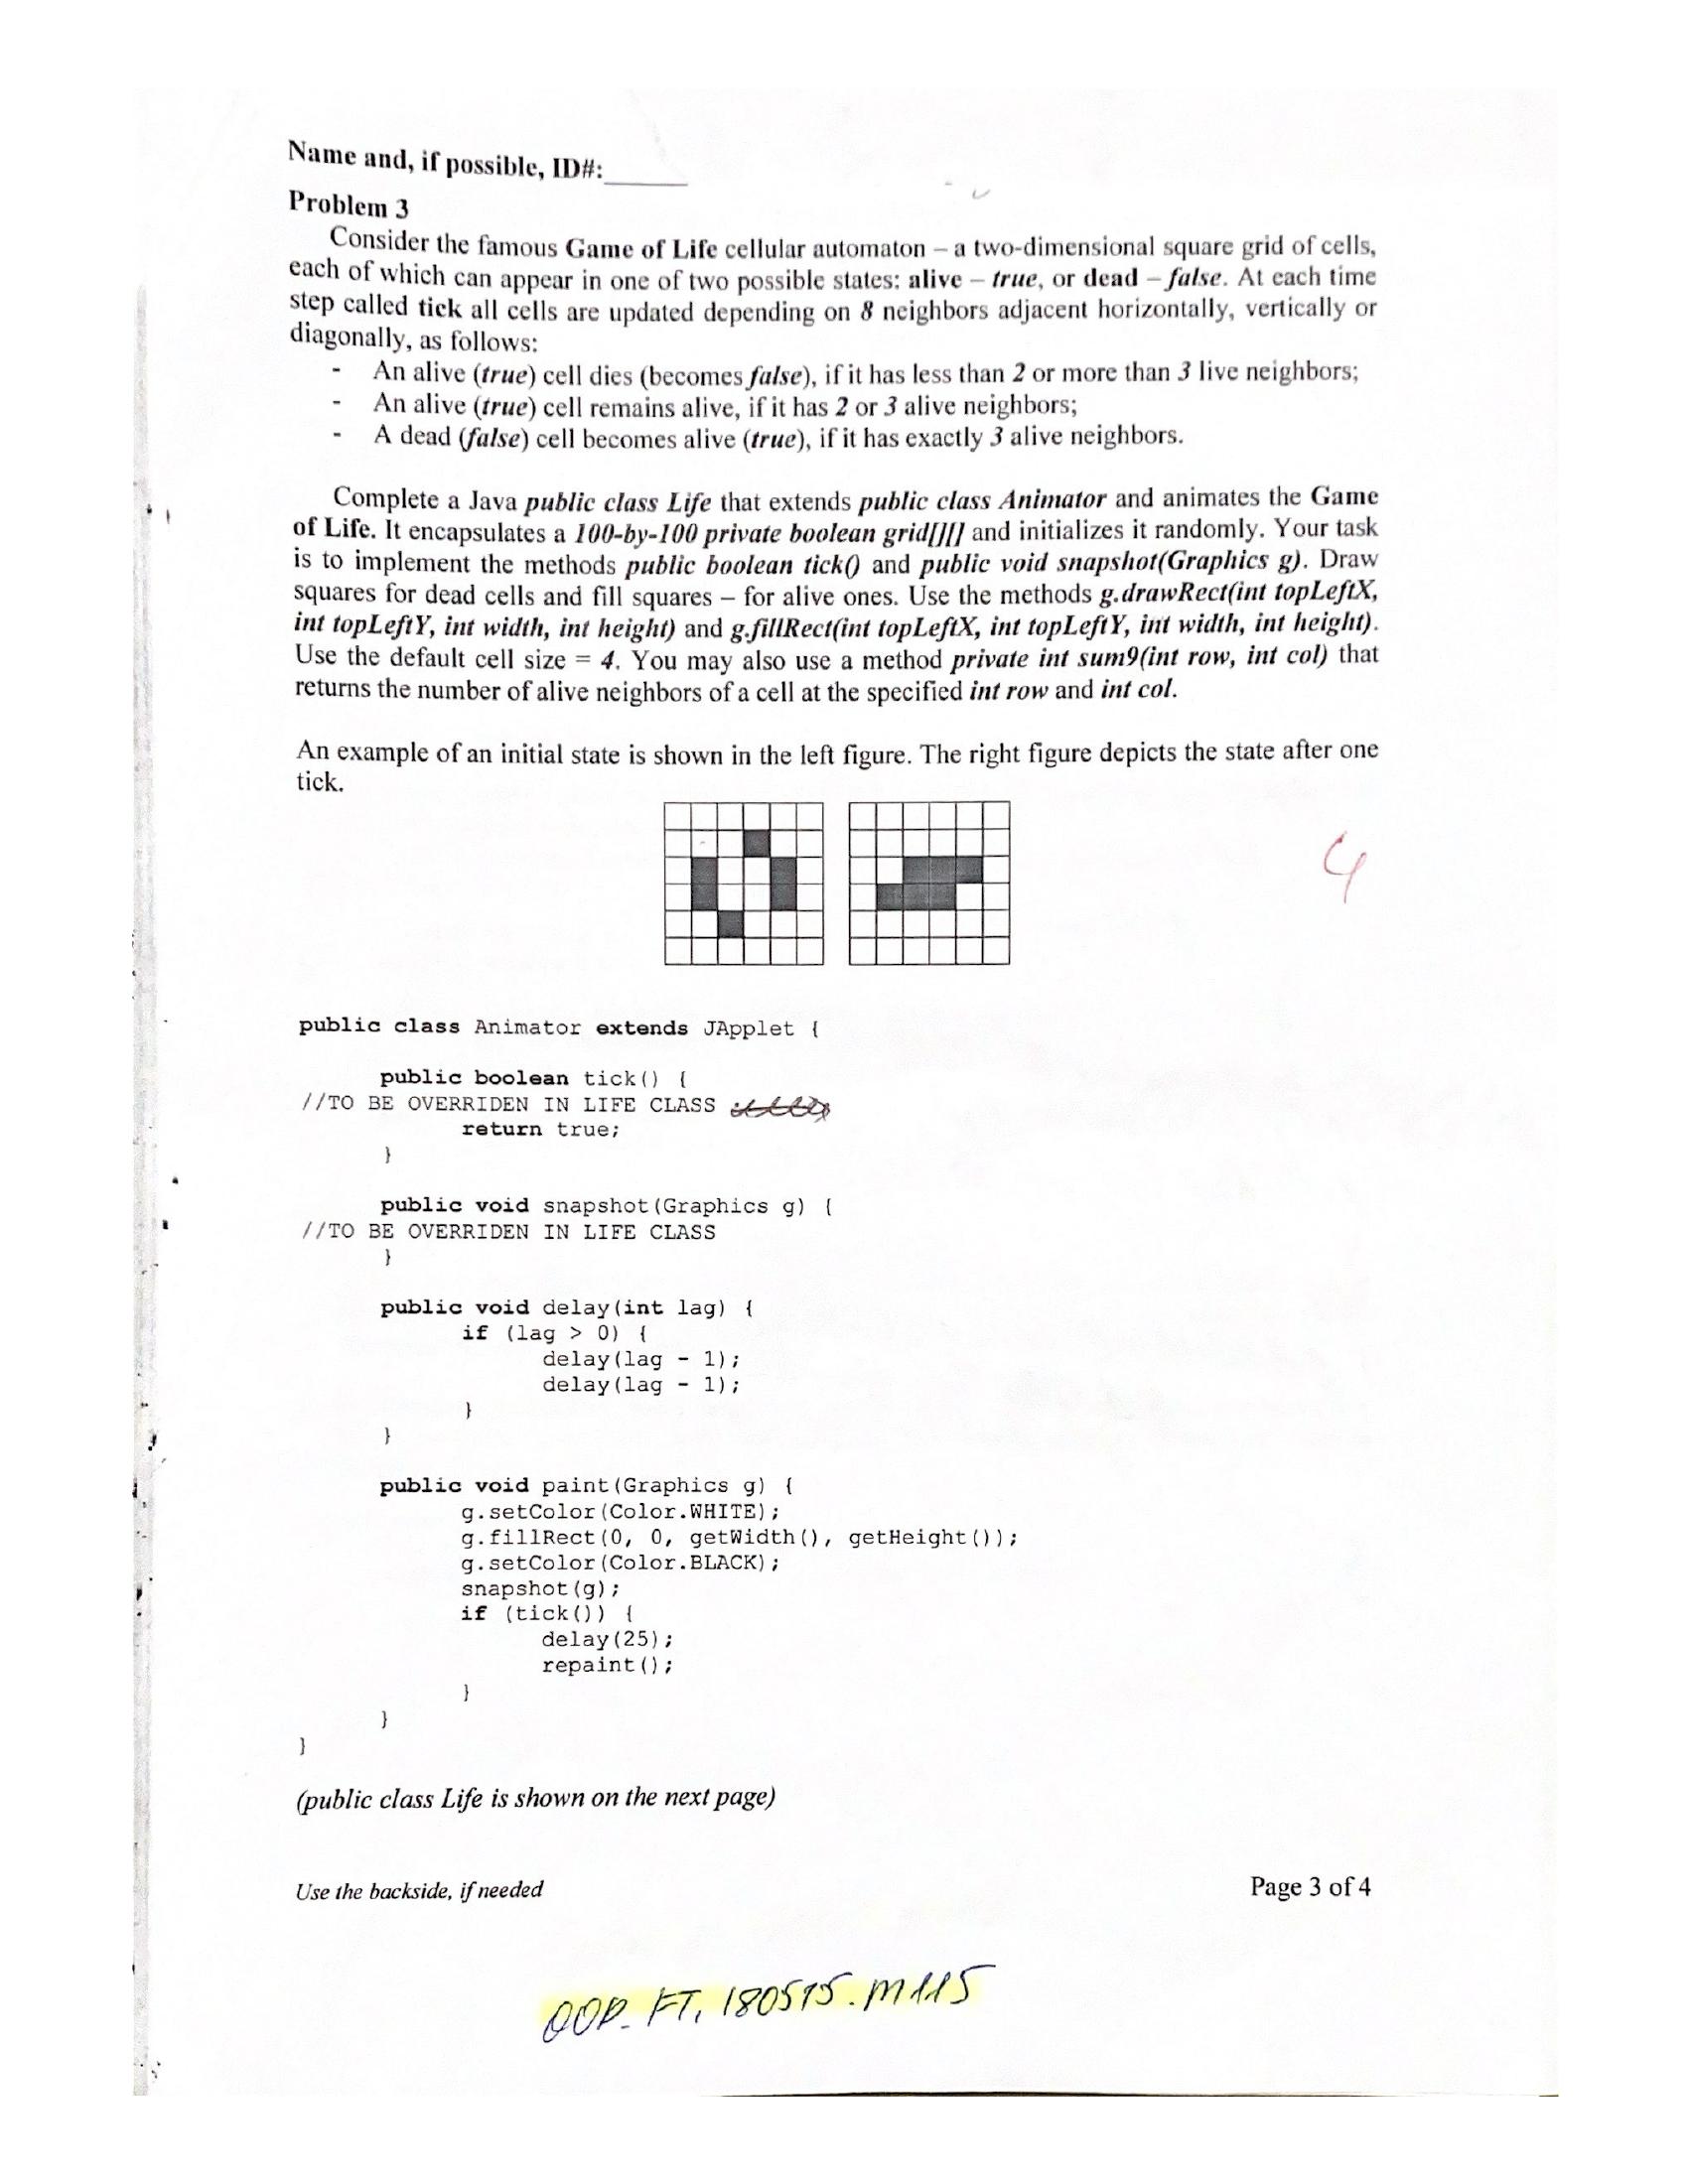 Name and, if possible, ID#:______
Problem 3
Consider the famous Game of Life cellular automaton – a two-dimensional square grid of cells,
each of which can appear in one of two possible states: alive – true, or dead – false. At each time
step called tick all cells are updated depending on 8 neighbors adjacent horizontally, vertically or
diagonally, as follows:
- An alive (true) cell dies (becomes false), if it has less than 2 or more than 3 live neighbors;
- An alive (true) cell remains alive, if it has 2 or 3 alive neighbors;
- A dead (false) cell becomes alive (true), if it has exactly 3 alive neighbors.
Complete a Java public class Life that extends public class Animator and animates the Game
of Life. It encapsulates a 100-by-100 private boolean grid[][] and initializes it randomly. Your task
is to implement the methods public boolean tick() and public void snapshot(Graphics g). Draw
squares for dead cells and fill squares – for alive ones. Use the methods g.drawRect(int topLeftX,
int topLeftY, int width, int height) and g.fillRect(int topLeftX, int topLeftY, int width, int height).
Use the default cell size = 4. You may also use a method private int sum9(int row, int col) that
returns the number of alive neighbors of a cell at the specified int row and int col.
An example of an initial state is shown in the left figure. The right figure depicts the state after one
tick.
4
public class Animator extends JApplet {
public boolean tick() {
//TO BE OVERRIDEN IN LIFE CLASS
return true;
}
public void snapshot(Graphics g) {
//TO BE OVERRIDEN IN LIFE CLASS
}
public void delay(int lag) {
if (lag > 0) {
delay(lag - 1);
delay(lag - 1);
}
}
public void paint(Graphics g) {
g.setColor(Color.WHITE);
g.fillRect(0, 0, getWidth(), getHeight());
g.setColor(Color.BLACK);
snapshot(g);
if (tick()) {
delay(25);
repaint();
}
}
}
(public class Life is shown on the next page)
Use the backside, if needed
Page 3 of 4
OOP. FT. 180515. M115